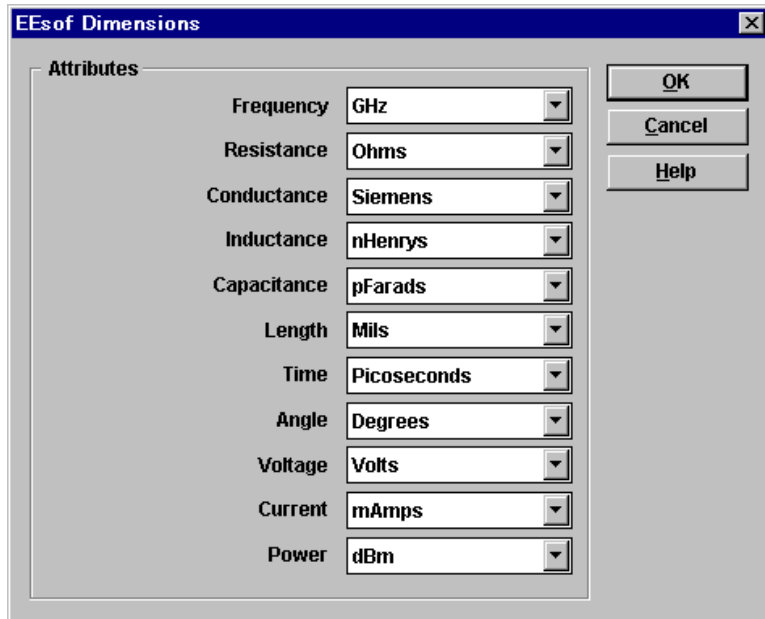 EEsof Dimensions
Attributes
Frequency GHz
Resistance Ohms
Conductance Siemens
Inductance nHenrys
Capacitance pFarads
Length Mils
Time Picoseconds
Angle Degrees
Voltage Volts
Current mAmps
Power dBm
OK
Cancel
Help